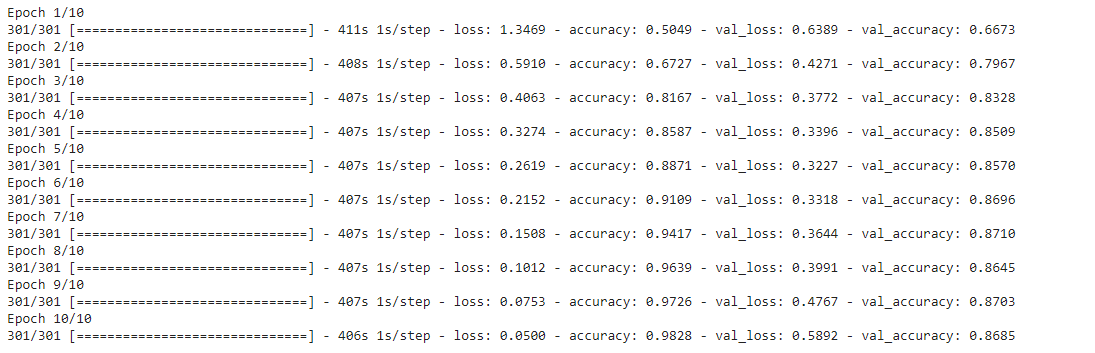 Epoch 1/10
301/301 [==============================] - 411s 1s/step - loss: 1.3469 - accuracy: 0.5049 - val_loss: 0.6389 - val_accuracy: 0.6673
Epoch 2/10
301/301 [==============================] - 408s 1s/step - loss: 0.5910 - accuracy: 0.6727 - val_loss: 0.4271 - val_accuracy: 0.7967
Epoch 3/10
301/301 [==============================] - 407s 1s/step - loss: 0.4063 - accuracy: 0.8167 - val_loss: 0.3772 - val_accuracy: 0.8328
Epoch 4/10
301/301 [==============================] - 407s 1s/step - loss: 0.3274 - accuracy: 0.8587 - val_loss: 0.3396 - val_accuracy: 0.8509
Epoch 5/10
301/301 [==============================] - 407s 1s/step - loss: 0.2619 - accuracy: 0.8871 - val_loss: 0.3227 - val_accuracy: 0.8570
Epoch 6/10
301/301 [==============================] - 407s 1s/step - loss: 0.2152 - accuracy: 0.9109 - val_loss: 0.3318 - val_accuracy: 0.8696
Epoch 7/10
301/301 [==============================] - 407s 1s/step - loss: 0.1508 - accuracy: 0.9417 - val_loss: 0.3644 - val_accuracy: 0.8710
Epoch 8/10
301/301 [==============================] - 407s 1s/step - loss: 0.1012 - accuracy: 0.9639 - val_loss: 0.3991 - val_accuracy: 0.8645
Epoch 9/10
301/301 [==============================] - 407s 1s/step - loss: 0.0753 - accuracy: 0.9726 - val_loss: 0.4767 - val_accuracy: 0.8703
Epoch 10/10
301/301 [==============================] - 406s 1s/step - loss: 0.0500 - accuracy: 0.9828 - val_loss: 0.5892 - val_accuracy: 0.8685